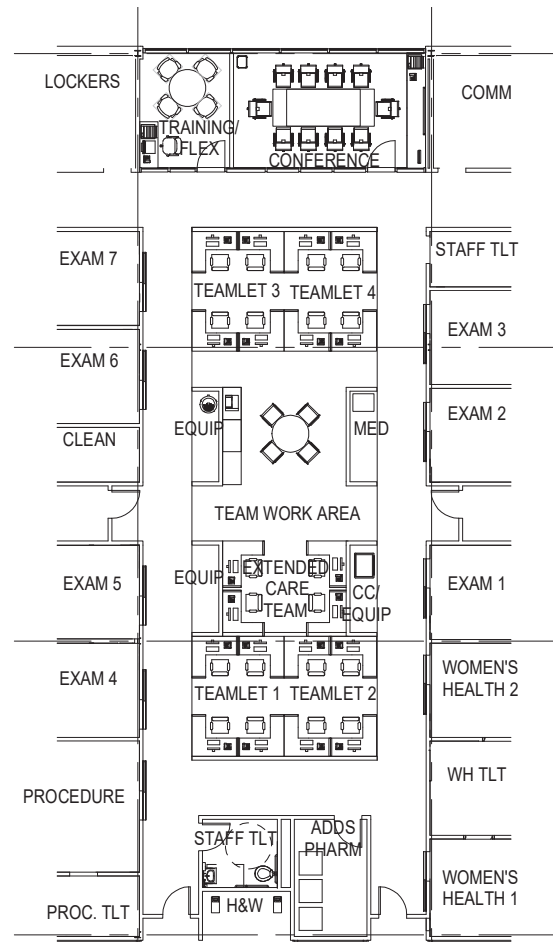 LOCKERS
COMM
TRAINING/
FLEX
CONFERENCE
EXAM 7
STAFF TLT
TEAMLET 3
TEAMLET 4
EXAM 3
EXAM 6
EXAM 2
EQUIP
MED
CLEAN
TEAM WORK AREA
EXAM 5
EQUIP
EXTENDED
CARE
TEAM
CC/
EQUIP
EXAM 1
EXAM 4
TEAMLET 1
TEAMLET 2
WOMEN'S
HEALTH 2
PROCEDURE
WH TLT
STAFF TLT
ADDS
PHARM
PROC. TLT
H&W
WOMEN'S
HEALTH 1